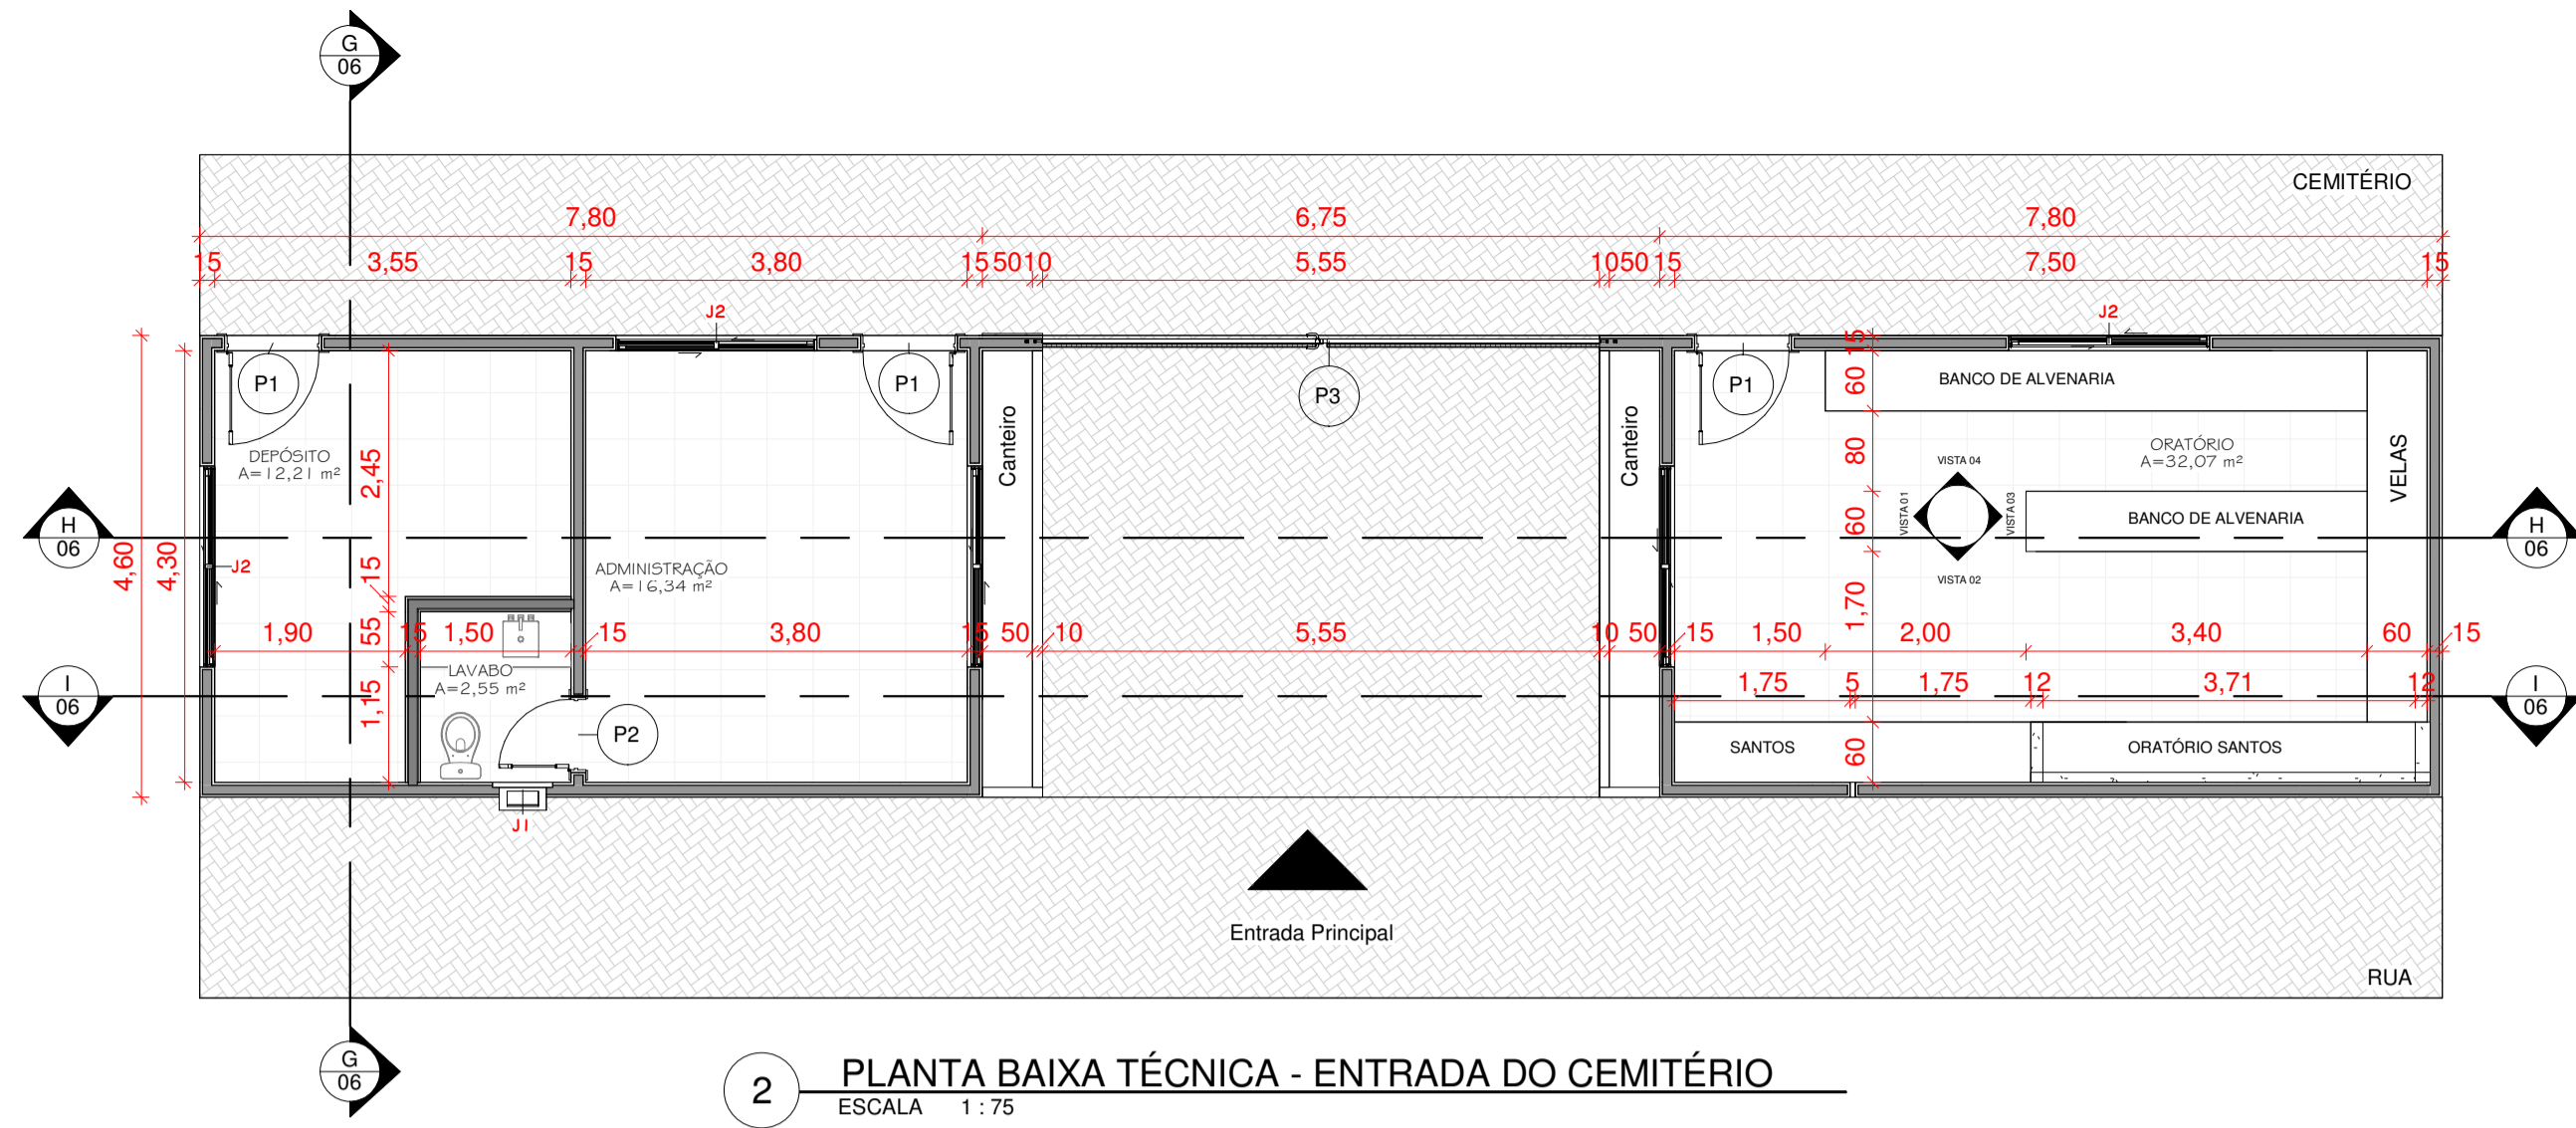 G
06
CEMITÉRIO
7,80
6,75
7,80
15
3,55
15
3,80
15
50
10
5,55
10
50
15
7,50
15
J2
J2
15
P1
P1
P3
P1
60
BANCO DE ALVENARIA
Canteiro
Canteiro
DEPÓSITO
A=12,21 m²
2,45
80
ORATÓRIO
A=32,07 m²
VELAS
VISTA 04
VISTA 01
VISTA 03
VISTA 02
H
06
60
BANCO DE ALVENARIA
H
06
4,60
4,30
J2
15
ADMINISTRAÇÃO
A=16,34 m²
1,70
1,90
55
15
1,50
15
3,80
15
50
10
5,55
10
50
15
1,50
2,00
3,40
60
15
LAVABO
A=2,55 m²
I
06
1,15
1,75
5
1,75
12
3,71
12
I
06
P2
SANTOS
60
ORATÓRIO SANTOS
J1
Entrada Principal
RUA
G
06
2
PLANTA BAIXA TÉCNICA - ENTRADA DO CEMITÉRIO
ESCALA 1 : 75